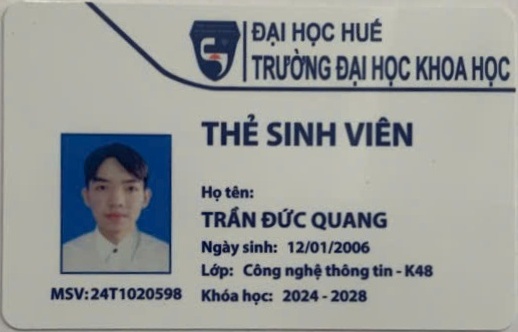 ĐẠI HỌC HUẾ
TRƯỜNG ĐẠI HỌC KHOA HỌC
THẺ SINH VIÊN
Họ tên:
TRẦN ĐỨC QUANG
Ngày sinh: 12/01/2006
Lớp: Công nghệ thông tin - K48
MSV: 24T1020598
Khóa học: 2024 - 2028